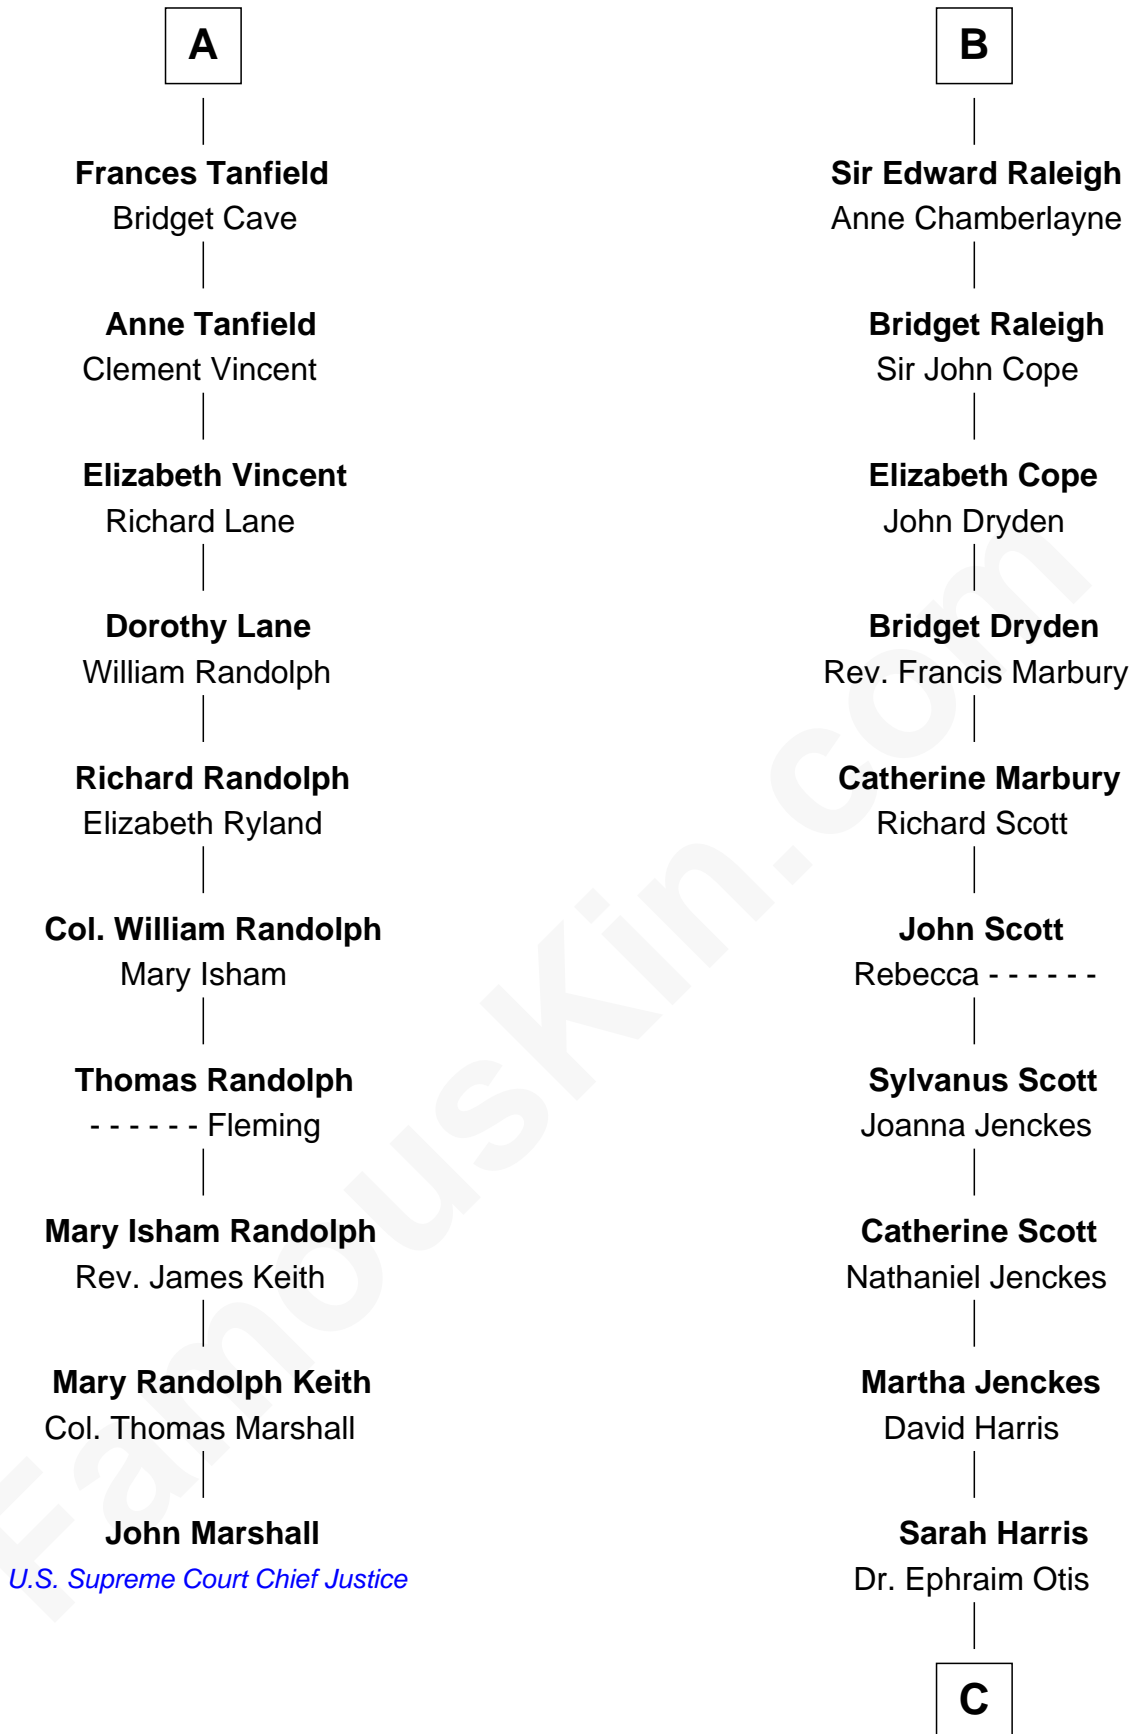 A
Frances Tanfield
Bridget Cave
Anne Tanfield
Clement Vincent
Elizabeth Vincent
Richard Lane
Dorothy Lane
William Randolph
Richard Randolph
Elizabeth Ryland
Col. William Randolph
Mary Isham
Thomas Randolph
- - - - - - Fleming
Mary Isham Randolph
Rev. James Keith
Mary Randolph Keith
Col. Thomas Marshall
John Marshall
U.S. Supreme Court Chief Justice
B
Sir Edward Raleigh
Anne Chamberlayne
Bridget Raleigh
Sir John Cope
Elizabeth Cope
John Dryden
Bridget Dryden
Rev. Francis Marbury
Catherine Marbury
Richard Scott
John Scott
Rebecca - - - - - -
Sylvanus Scott
Joanna Jenckes
Catherine Scott
Nathaniel Jenckes
Martha Jenckes
David Harris
Sarah Harris
Dr. Ephraim Otis
C
FamousKin.com